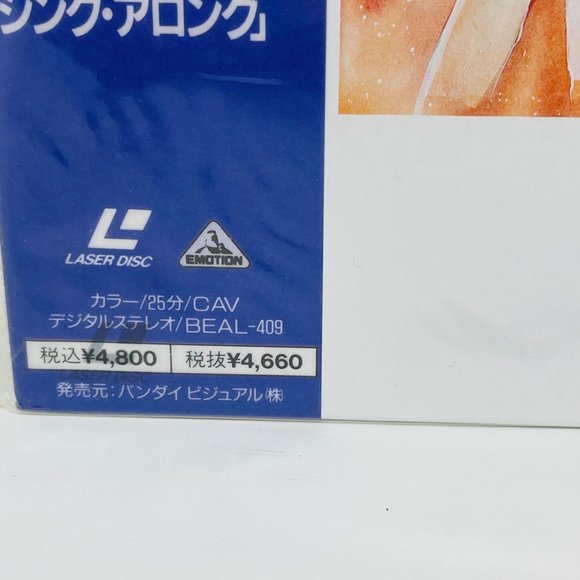 シング・アロング」
LASER DISC
EMOTION
カラー/25分/CAV
デジタルステレオ/BEAL-409
税込¥4,800 税抜¥4,660
発売元:バンダイビジュアル㈱